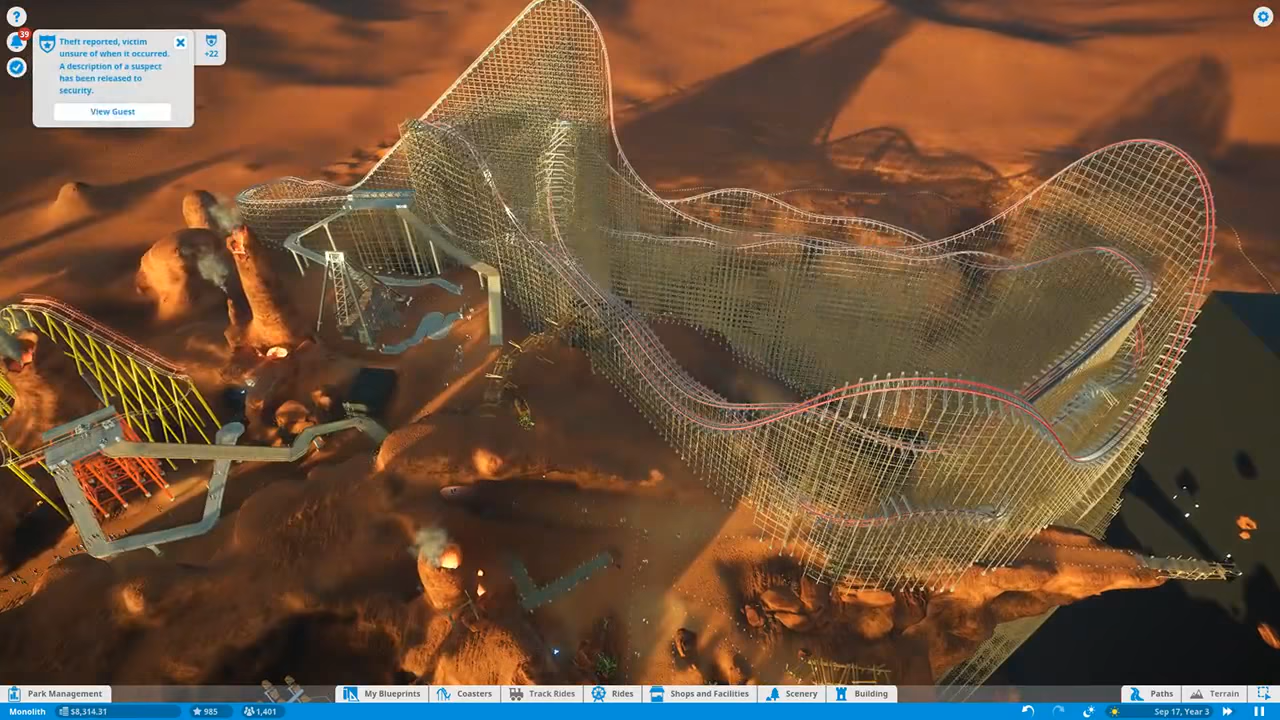 ?
39
Theft reported, victim
unsure of when it occurred.
A description of a suspect
has been released to
security.
View Guest
+22
Park Management
My Blueprints
Coasters
Track Rides
Rides
Shops and Facilities
Scenery
Building
Paths
Terrain
Monolith
$8,314.31
985
1,401
Sep 17, Year 3